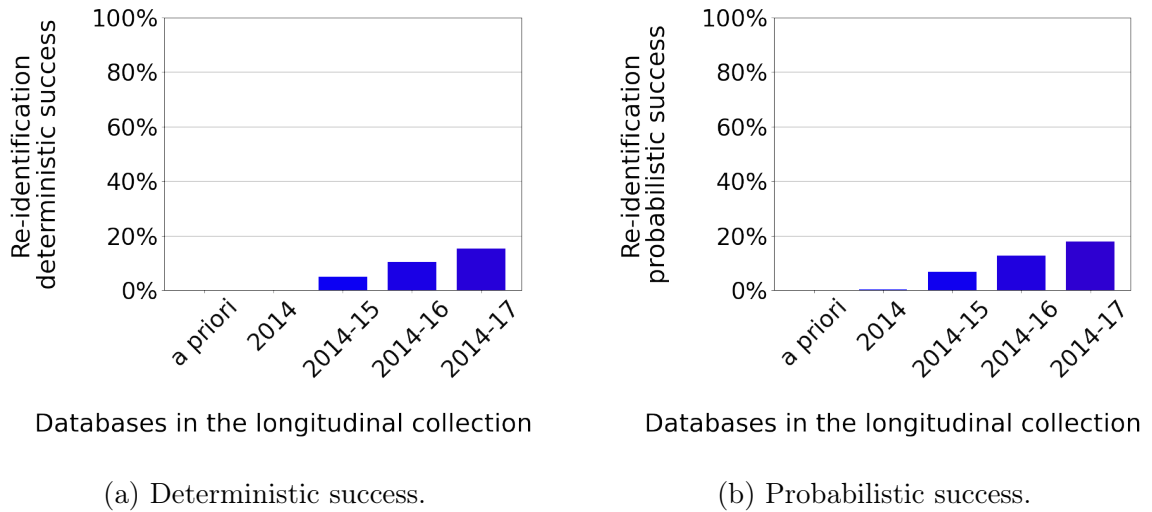 Re-identification
deterministic success
100%
80%
60%
40%
20%
0%
a priori
2014
2014-15
2014-16
2014-17
Databases in the longitudinal collection
(a) Deterministic success.
Re-identification
probabilistic success
100%
80%
60%
40%
20%
0%
a priori
2014
2014-15
2014-16
2014-17
Databases in the longitudinal collection
(b) Probabilistic success.